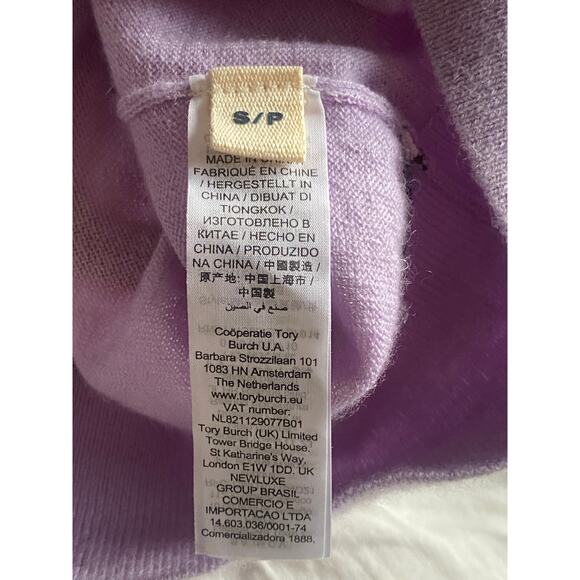 S/P
MADE IN CHINA
FABRIQUÉ EN CHINE
/ HERGESTELLT IN
CHINA / DIBUAT DI
TIONGKOK /
ИЗГОТОВЛЕНО В
КИТАЕ / HECHO EN
CHINA / PRODUZIDO
NA CHINA / 中國製造 /
原产地: 中国上海市 /
中国製
صنع في الصين
Coöperatie Tory
Burch U.A.
Barbara Strozzilaan 101
1083 HN Amsterdam
The Netherlands
www.toryburch.eu
VAT number:
NL821129077B01
Tory Burch (UK) Limited
Tower Bridge House.
St Katharine's Way,
London E1W 1DD. UK
NEWLUXE
GROUP BRASIL
COMERCIO E
IMPORTACAO LTDA
14.603.036/0001-74
Comercializadora 1888,